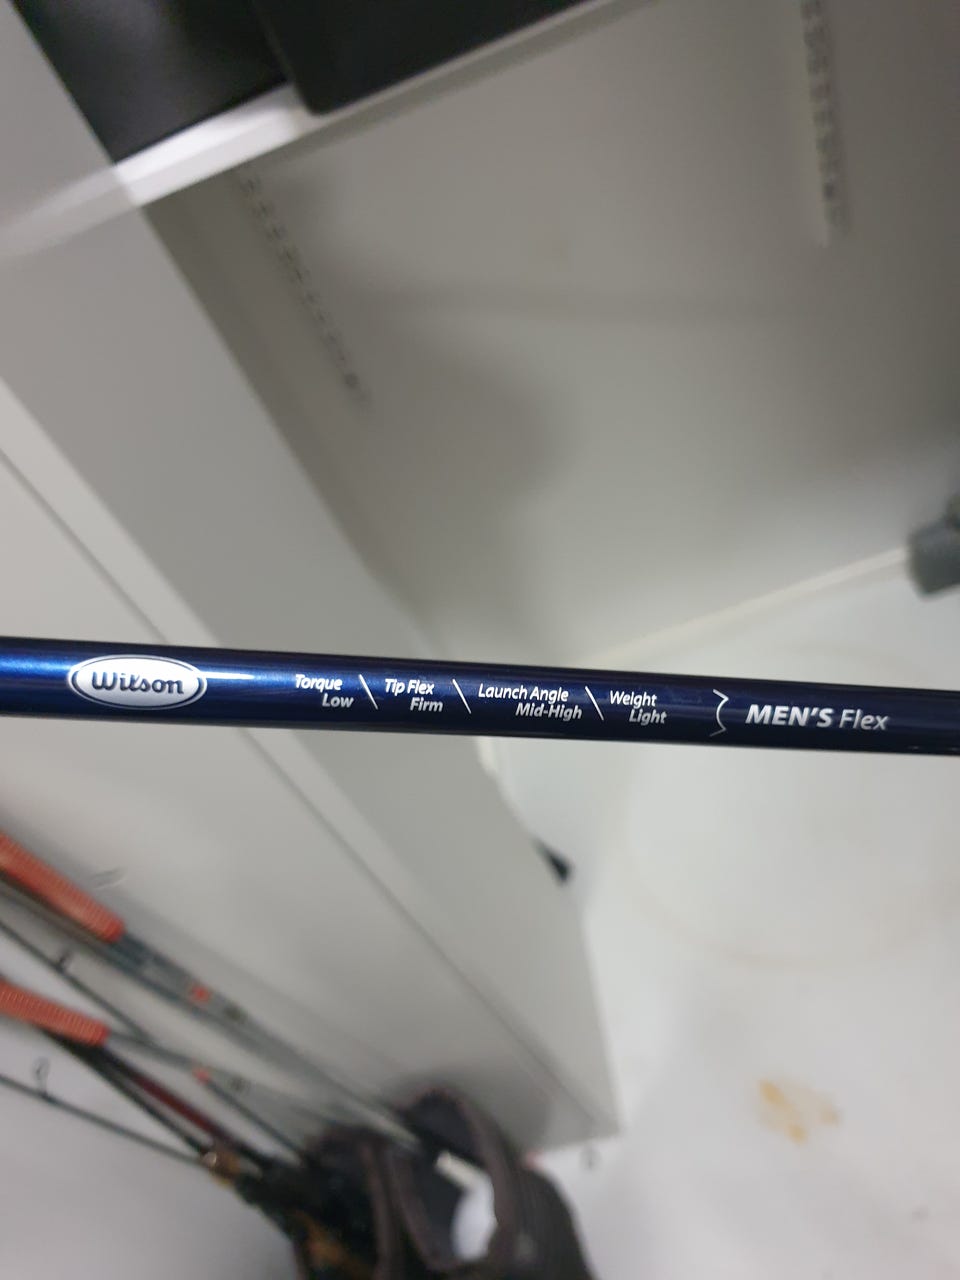 Wilson
Torque Low
Tip Flex Firm
Launch Angle Mid-High
Weight Light
MEN'S Flex